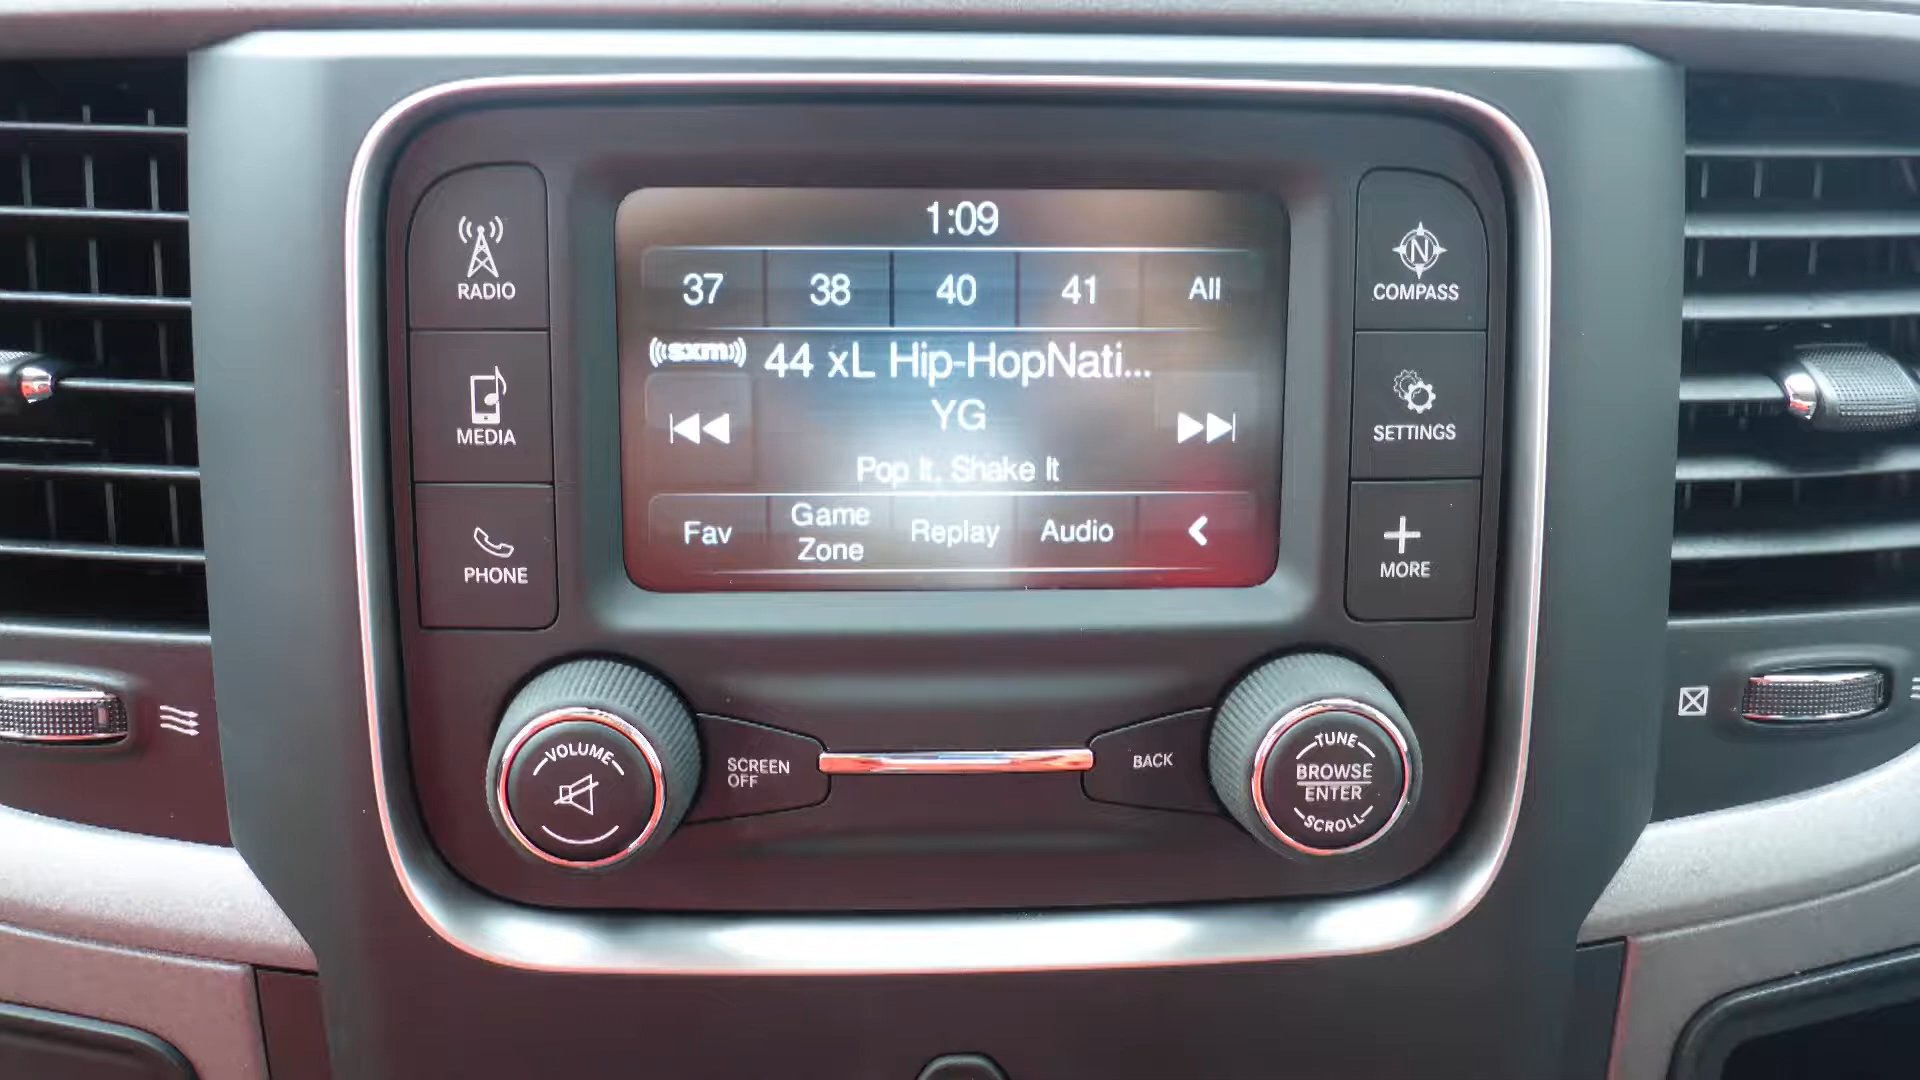 1:09
37 38 40 41 All
sxm 44 xL Hip-HopNati...
YG
Pop It, Shake It
Fav Game Zone Replay Audio
RADIO
MEDIA
PHONE
N
COMPASS
SETTINGS
MORE
VOLUME
SCREEN
OFF
BACK
TUNE
BROWSE
ENTER
SCROLL